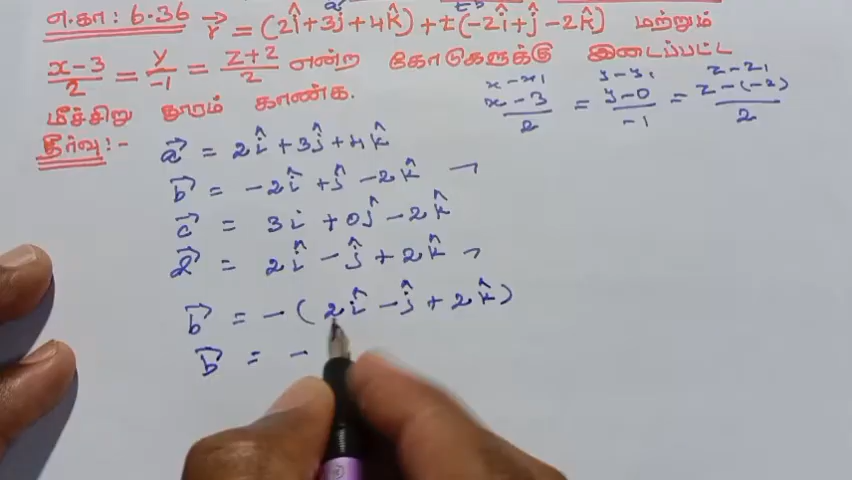 எ.கா : 6.36 r⃗ = (2î+3ĵ+4k̂)+t(-2î+ĵ-2k̂) மற்றும்
x-3/2 = y/-1 = z+2/2 என்ற கோடுகளுக்கு இடைப்பட்ட
மீச்சிறு தூரம் காண்க.
x-x₁ y-y₁ z-z₁
x-3/2 = y-0/-1 = z-(-2)/2
தீர்வு:-
a⃗ = 2î+3ĵ+4k̂
b⃗ = -2î+ĵ-2k̂ →
c⃗ = 3i+0ĵ-2k̂
d⃗ = 2î-ĵ+2k̂ →
b⃗ = -(2î-ĵ+2k̂)
b⃗ = -